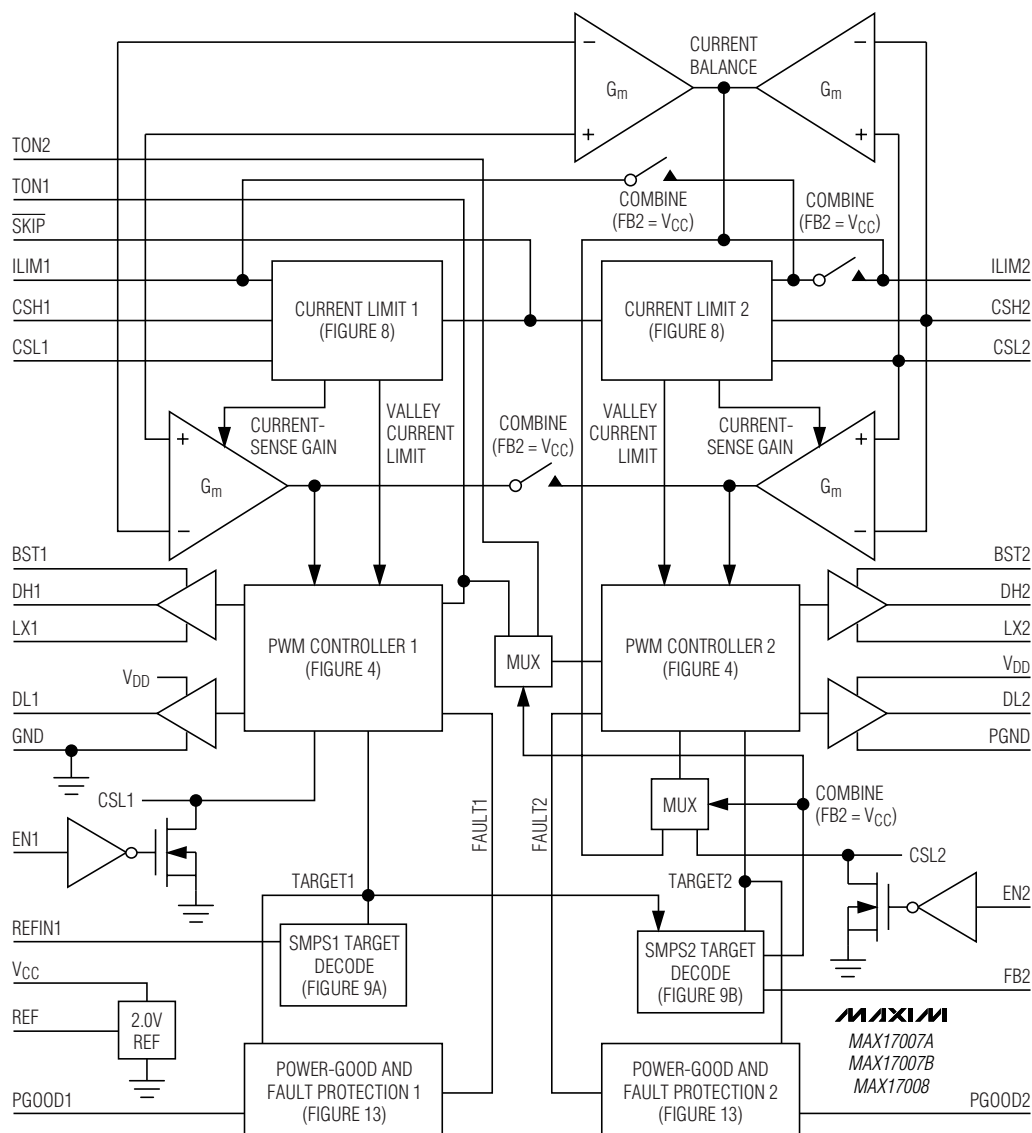 CURRENT
BALANCE
−
Gm
+
−
Gm
+
TON2
TON1
SKIP
ILIM1
CSH1
CSL1
COMBINE
(FB2 = VCC)
COMBINE
(FB2 = VCC)
ILIM2
CSH2
CSL2
CURRENT LIMIT 1
(FIGURE 8)
CURRENT LIMIT 2
(FIGURE 8)
CURRENT-
SENSE GAIN
VALLEY
CURRENT
LIMIT
COMBINE
(FB2 = VCC)
VALLEY
CURRENT
LIMIT
CURRENT-
SENSE GAIN
+
Gm
−
+
Gm
−
BST1
DH1
LX1
VDD
DL1
GND
PWM CONTROLLER 1
(FIGURE 4)
MUX
PWM CONTROLLER 2
(FIGURE 4)
BST2
DH2
LX2
VDD
DL2
PGND
CSL1
EN1
FAULT1
FAULT2
MUX
COMBINE
(FB2 = VCC)
CSL2
EN2
TARGET1
TARGET2
REFIN1
SMPS1 TARGET
DECODE
(FIGURE 9A)
SMPS2 TARGET
DECODE
(FIGURE 9B)
FB2
VCC
REF
2.0V
REF
MAXIM
MAX17007A
MAX17007B
MAX17008
PGOOD1
POWER-GOOD AND
FAULT PROTECTION 1
(FIGURE 13)
POWER-GOOD AND
FAULT PROTECTION 2
(FIGURE 13)
PGOOD2